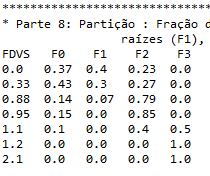 ********************************
* Parte 8: Partição : Fração d
raízes (F1),
FDVS F0 F1 F2 F3
0.0 0.37 0.4 0.23 0.0
0.33 0.43 0.3 0.27 0.0
0.88 0.14 0.07 0.79 0.0
0.95 0.15 0.0 0.85 0.0
1.1 0.1 0.0 0.4 0.5
1.2 0.0 0.0 0.0 1.0
2.1 0.0 0.0 0.0 1.0